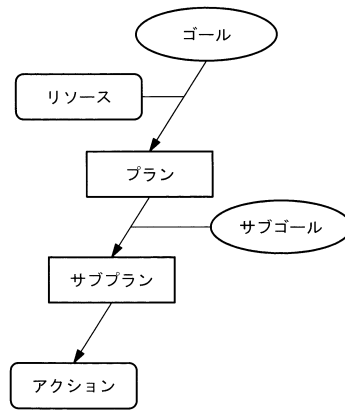 ゴール
リソース
プラン
サブゴール
サブプラン
アクション